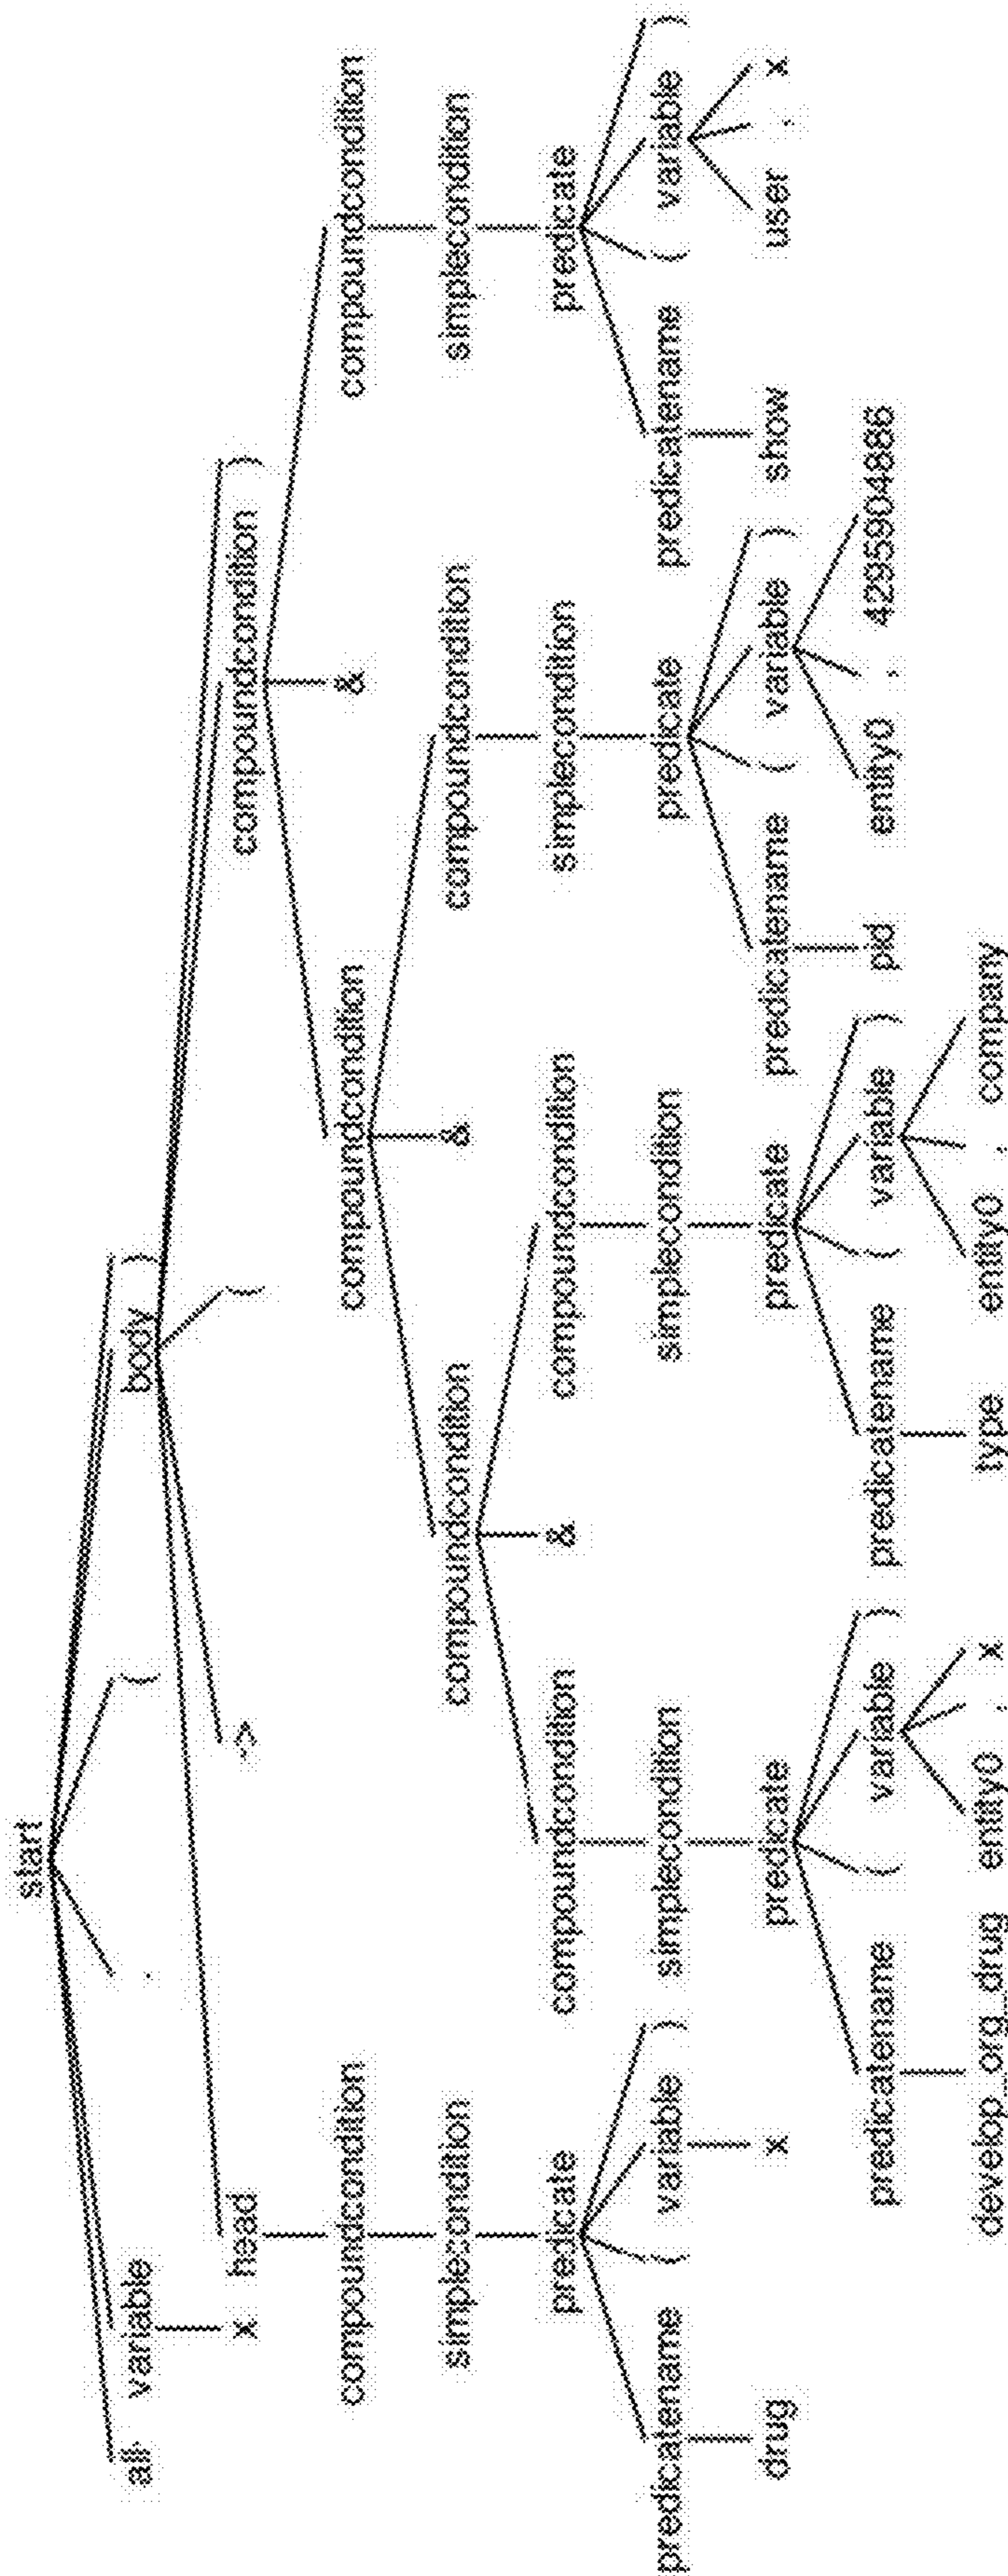 start
all variable . ( body )
x head -> ( compoundcondition )
compoundcondition compoundcondition & compoundcondition
simplecondition compoundcondition & compoundcondition simplecondition
predicate compoundcondition & compoundcondition simplecondition predicate
predicatename ( variable ) simplecondition simplecondition predicate predicatename ( variable )
drug x predicate predicate predicatename ( variable ) show user , x
predicatename ( variable ) predicatename ( variable ) pid entity0 , 4295904886
develop_org_drug entity0 , x type entity0 , company